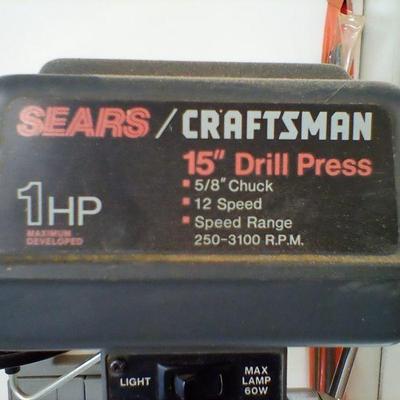 SEARS / CRAFTSMAN
15" Drill Press
5/8" Chuck
12 Speed
Speed Range
250-3100 R.P.M.
1HP
MAXIMUM
DEVELOPED
LIGHT
MAX
LAMP
60W